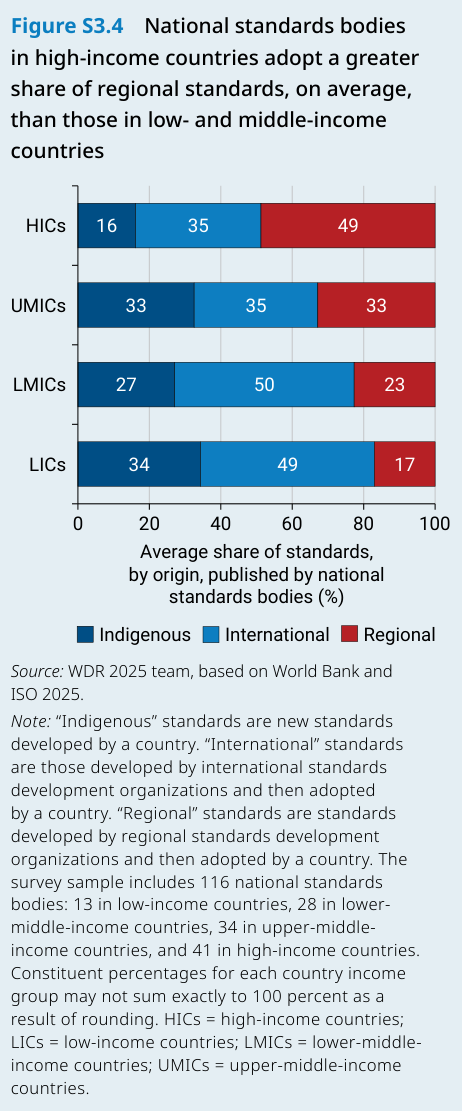 Figure S3.4 National standards bodies
in high-income countries adopt a greater
share of regional standards, on average,
than those in low- and middle-income
countries
HICs 16 35 49
UMICs 33 35 33
LMICs 27 50 23
LICs 34 49 17
0 20 40 60 80 100
Average share of standards,
by origin, published by national
standards bodies (%)
Indigenous International Regional
Source: WDR 2025 team, based on World Bank and
ISO 2025.
Note: “Indigenous” standards are new standards
developed by a country. “International” standards
are those developed by international standards
development organizations and then adopted
by a country. “Regional” standards are standards
developed by regional standards development
organizations and then adopted by a country. The
survey sample includes 116 national standards
bodies: 13 in low-income countries, 28 in lower-
middle-income countries, 34 in upper-middle-
income countries, and 41 in high-income countries.
Constituent percentages for each country income
group may not sum exactly to 100 percent as a
result of rounding. HICs = high-income countries;
LICs = low-income countries; LMICs = lower-middle-
income countries; UMICs = upper-middle-income
countries.